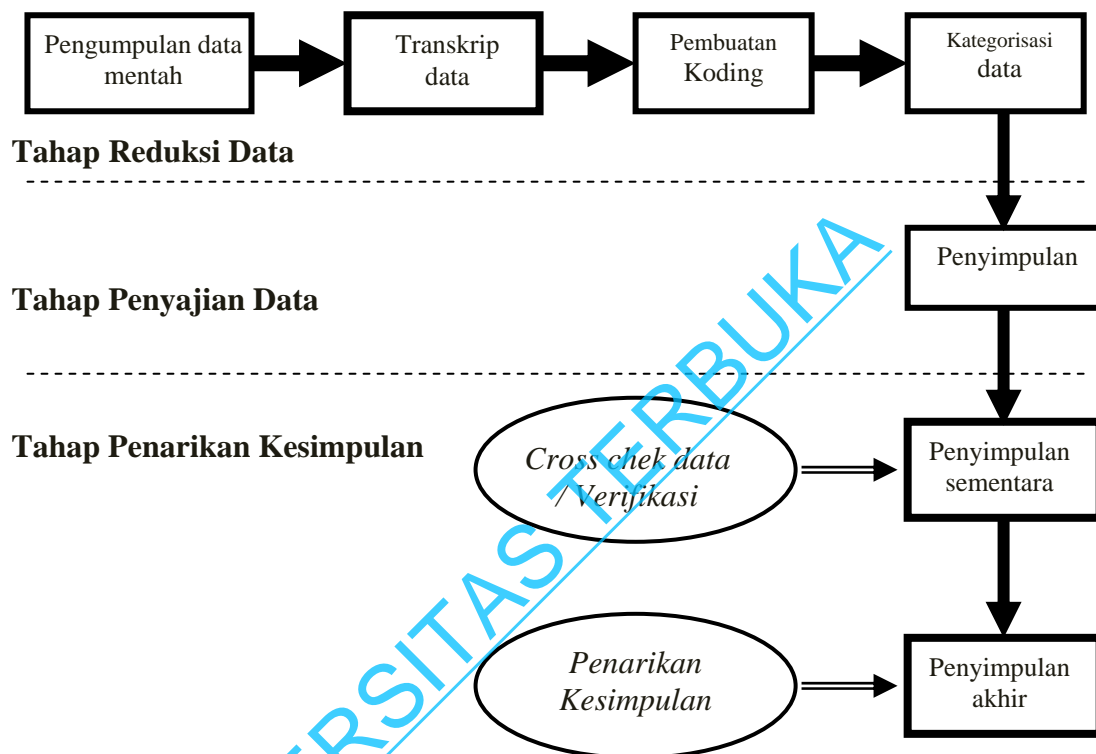 Pengumpulan data
mentah
Transkrip
data
Pembuatan
Koding
Kategorisasi
data
Tahap Reduksi Data
Penyimpulan
Tahap Penyajian Data
Tahap Penarikan Kesimpulan
Cross chek data
/ Verifikasi
Penyimpulan
sementara
Penarikan
Kesimpulan
Penyimpulan
akhir
ERSITAS TERBUKA